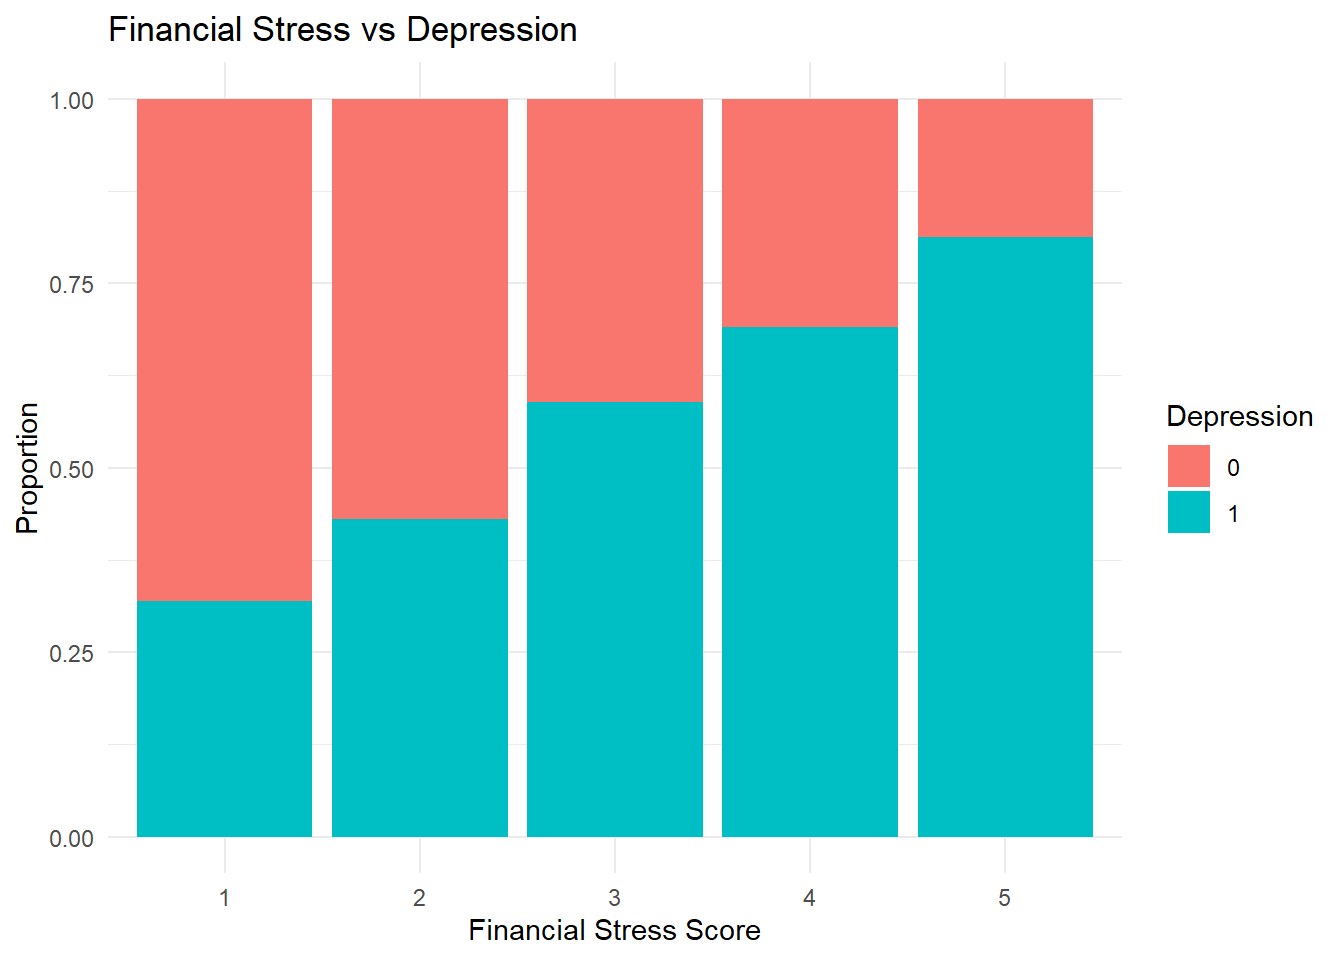 Financial Stress vs Depression
1.00
0.75
0.50
0.25
0.00
Proportion
1 2 3 4 5
Financial Stress Score
Depression
0
1